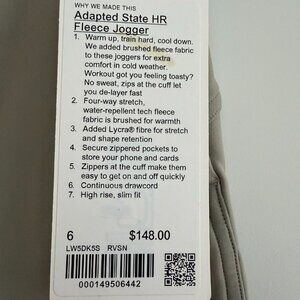 WHY WE MADE THIS
Adapted State HR
Fleece Jogger
1. Warm up, train hard, cool down.
We added brushed fleece fabric
to these joggers for extra
comfort in cold weather.
Workout got you feeling toasty?
No sweat, zips at the cuff let
you de-layer fast
2. Four-way stretch,
water-repellent tech fleece
fabric is brushed for warmth
3. Added Lycra® fibre for stretch
and shape retention
4. Secure zippered pockets to
store your phone and cards
5. Zippers at the cuff make them
easy to get on and off quickly
6. Continuous drawcord
7. High rise, slim fit
6 $148.00
LW5DK5S RVSN
000149506442